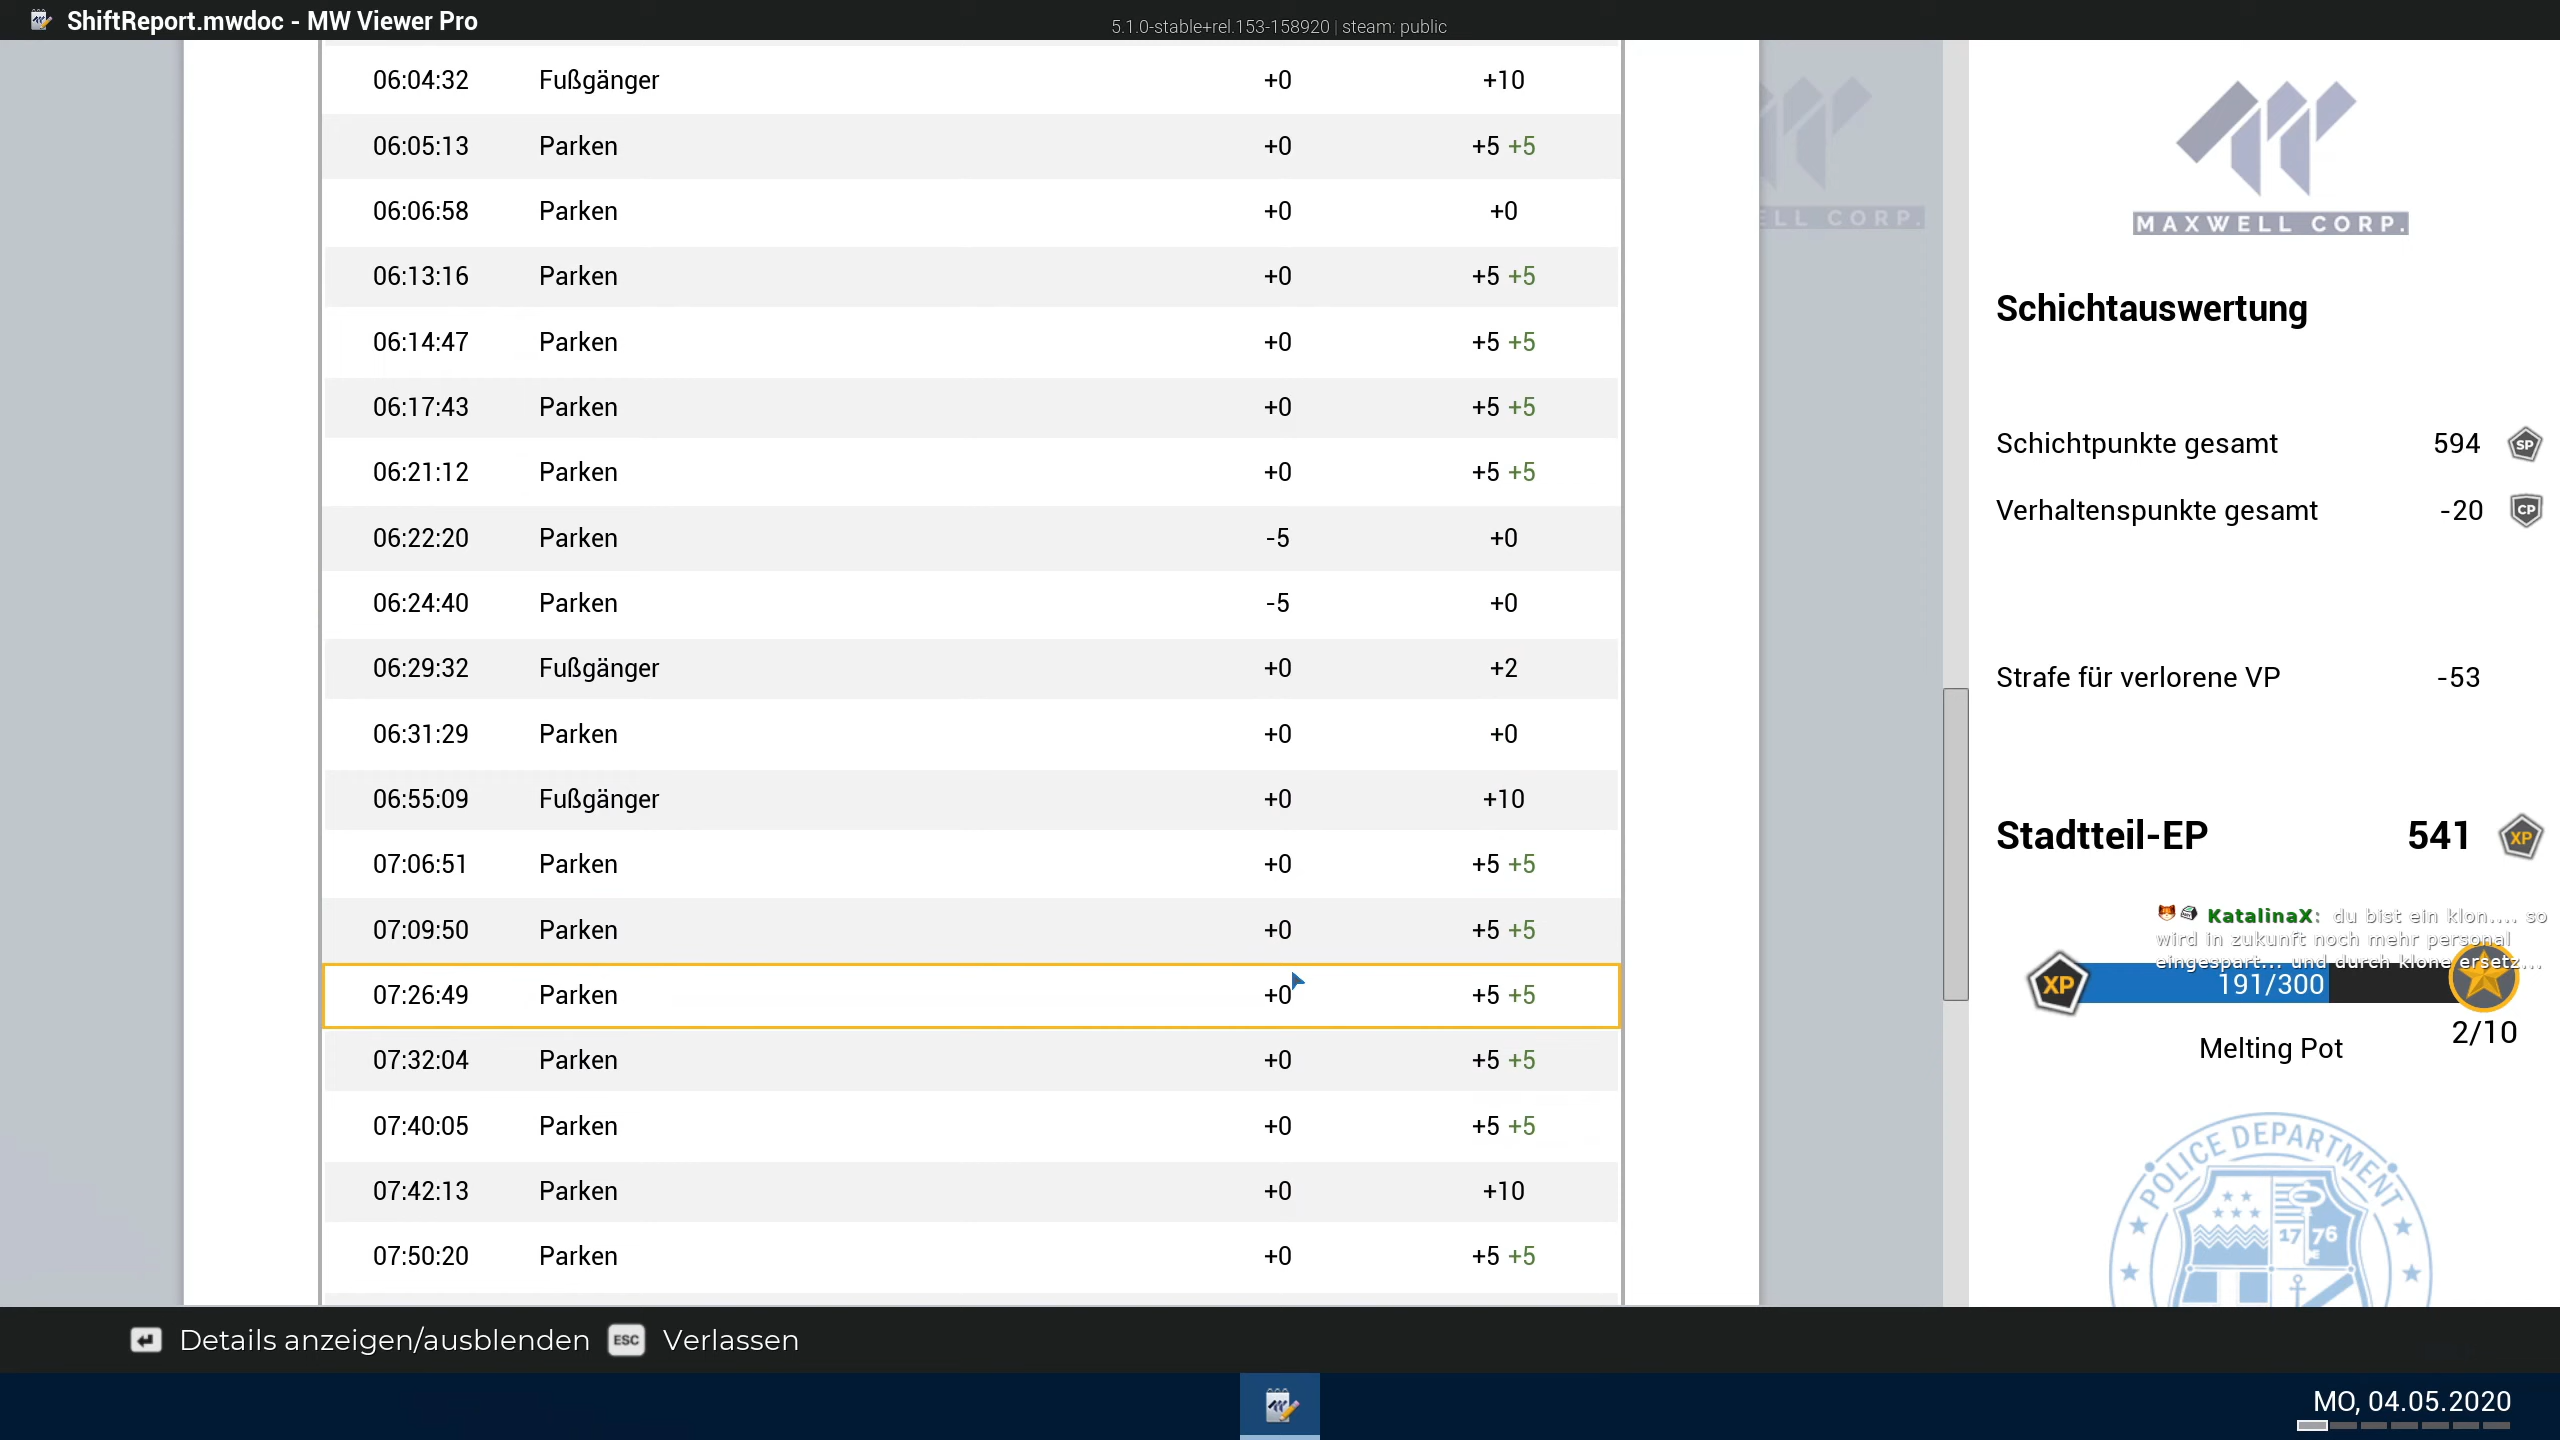 ShiftReport.mwdoc - MW Viewer Pro
5.1.0-stable+rel.153-158920 | steam: public
06:04:32 Fußgänger +0 +10
06:05:13 Parken +0 +5 +5
06:06:58 Parken +0 +0
06:13:16 Parken +0 +5 +5
06:14:47 Parken +0 +5 +5
06:17:43 Parken +0 +5 +5
06:21:12 Parken +0 +5 +5
06:22:20 Parken -5 +0
06:24:40 Parken -5 +0
06:29:32 Fußgänger +0 +2
06:31:29 Parken +0 +0
06:55:09 Fußgänger +0 +10
07:06:51 Parken +0 +5 +5
07:09:50 Parken +0 +5 +5
07:26:49 Parken +0 +5 +5
07:32:04 Parken +0 +5 +5
07:40:05 Parken +0 +5 +5
07:42:13 Parken +0 +10
07:50:20 Parken +0 +5 +5
ELL CORP.
MAXWELL CORP.
Schichtauswertung
Schichtpunkte gesamt 594 SP
Verhaltenspunkte gesamt -20 CP
Strafe für verlorene VP -53
Stadtteil-EP 541 XP
KatalinaX: du bist ein klon.... so
wird in zukunft noch mehr personal
eingespart... und durch klone ersetz...
XP 191/300
2/10
Melting Pot
POLICE DEPARTMENT
17 76
Details anzeigen/ausblenden ESC Verlassen
MO, 04.05.2020